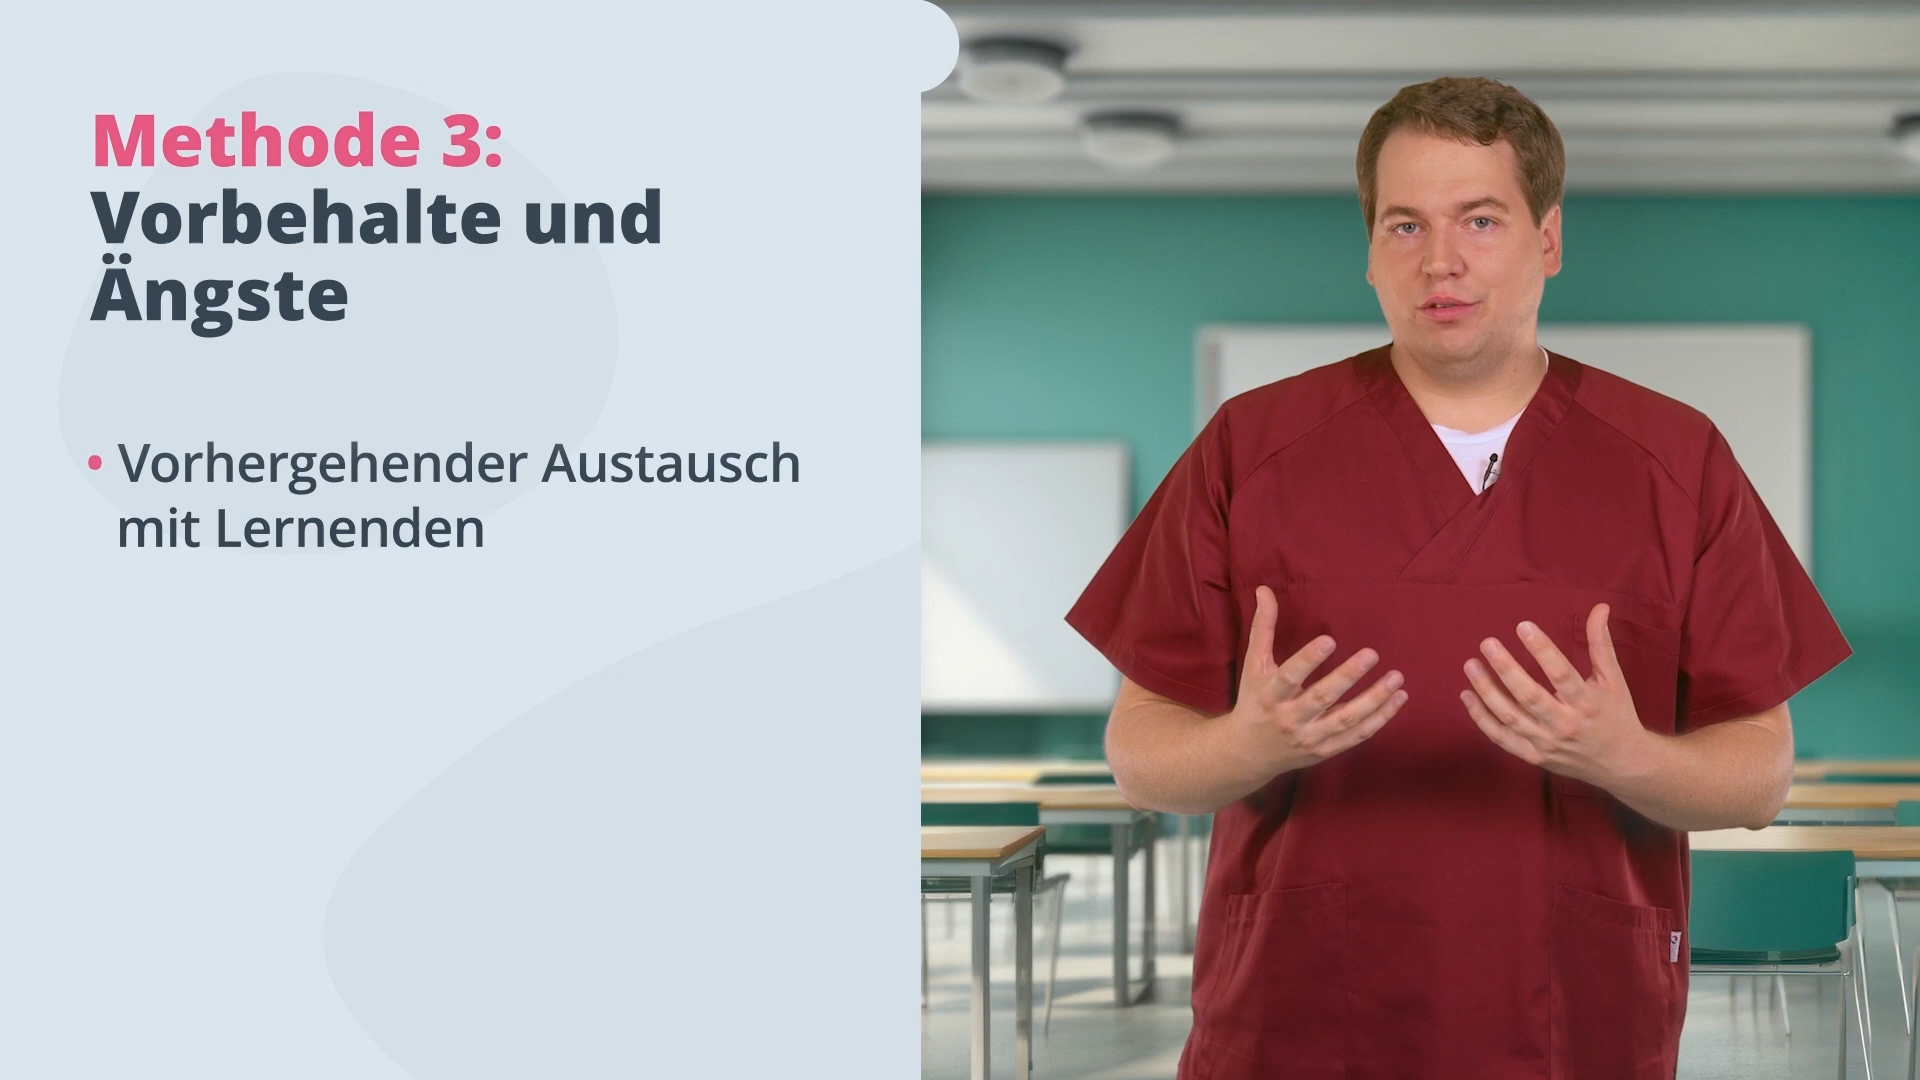 Methode 3:
Vorbehalte und
Ängste
• Vorhergehender Austausch
mit Lernenden